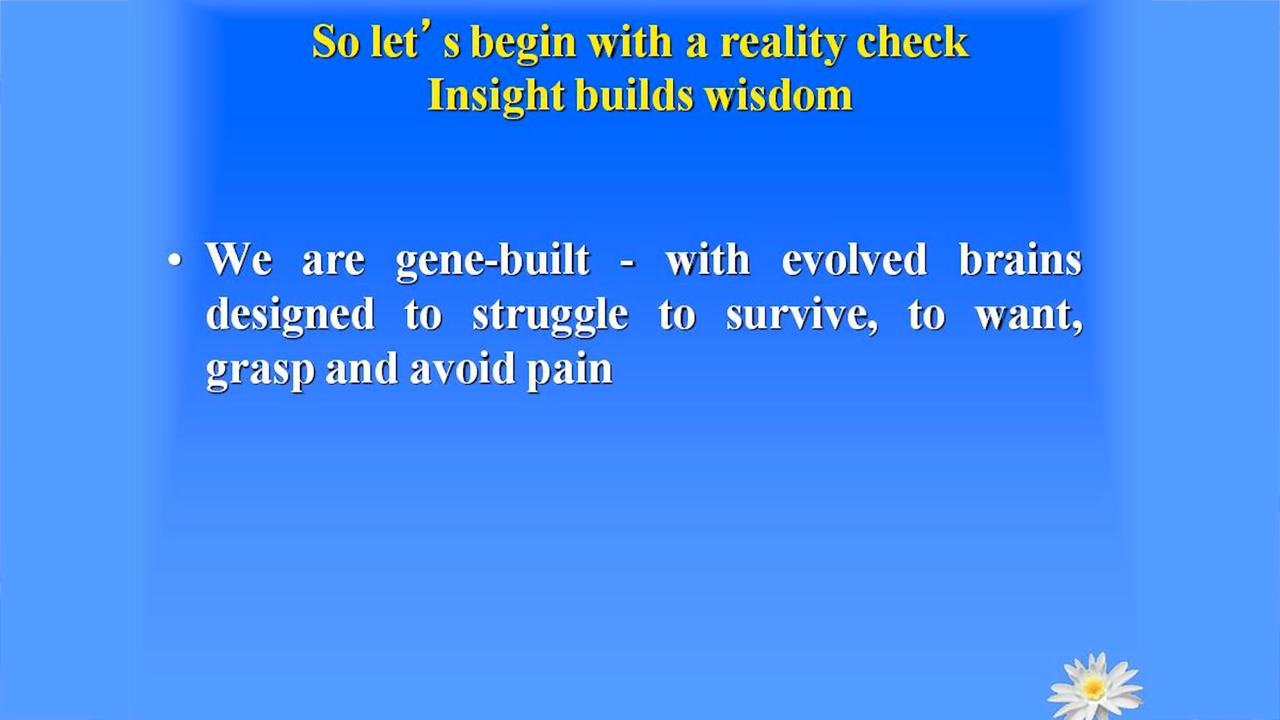 So let’ s begin with a reality check
Insight builds wisdom
• We are gene-built - with evolved brains
designed to struggle to survive, to want,
grasp and avoid pain